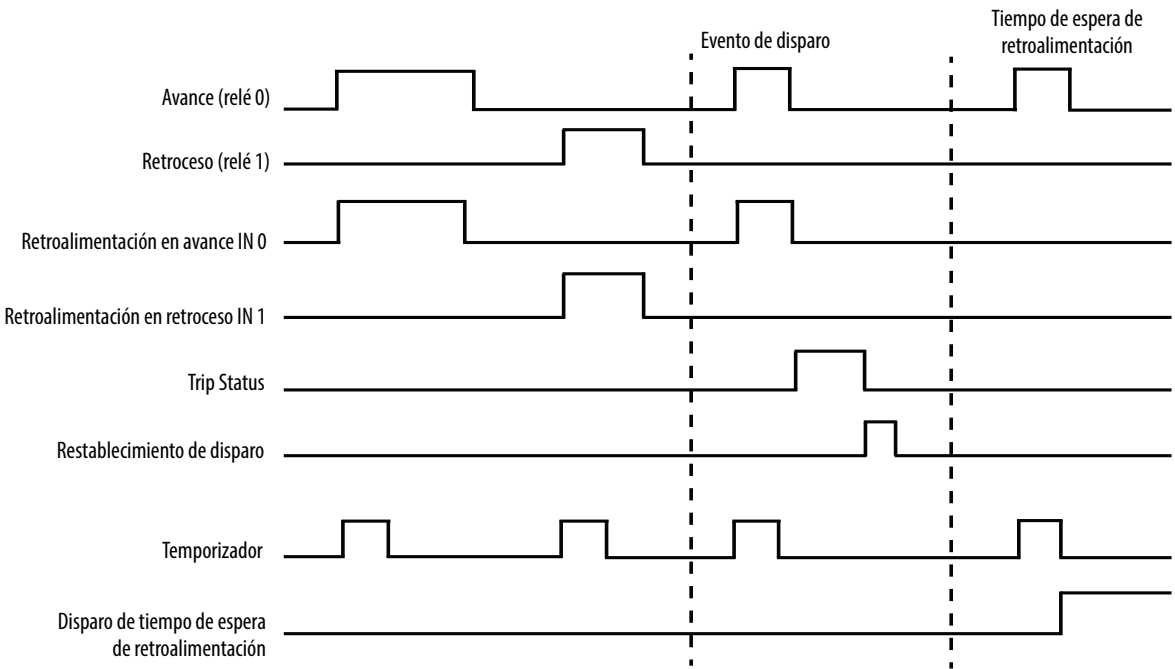 Evento de disparo
Tiempo de espera de
retroalimentación
Avance (relé 0)
Retroceso (relé 1)
Retroalimentación en avance IN 0
Retroalimentación en retroceso IN 1
Trip Status
Restablecimiento de disparo
Temporizador
Disparo de tiempo de espera
de retroalimentación